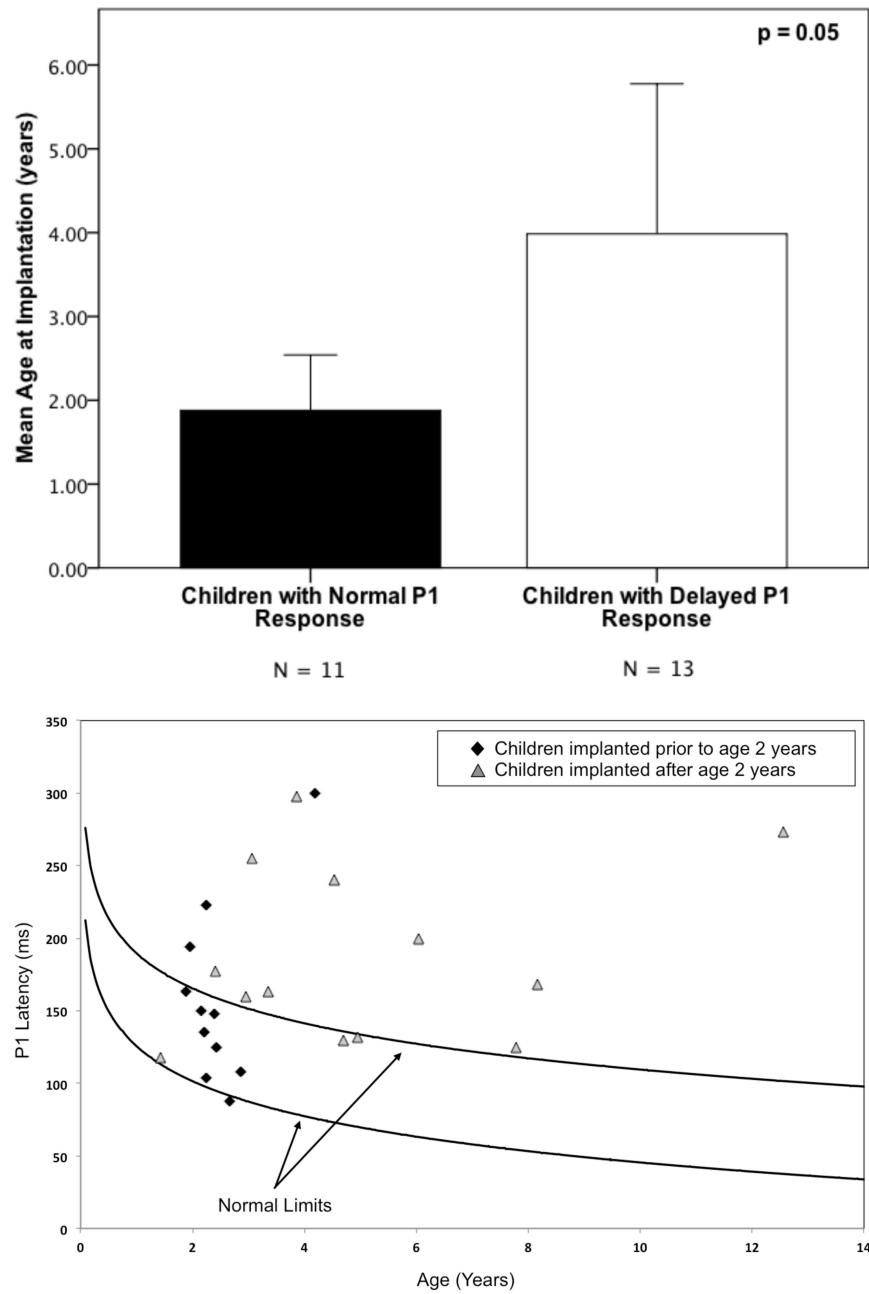 p = 0.05
Mean Age at Implantation (years)
6.00
5.00
4.00
3.00
2.00
1.00
0.00
Children with Normal P1
Response
Children with Delayed P1
Response
N = 11
N = 13
P1 Latency (ms)
350
300
250
200
150
100
50
0
Children implanted prior to age 2 years
Children implanted after age 2 years
Normal Limits
0 2 4 6 8 10 12 14
Age (Years)